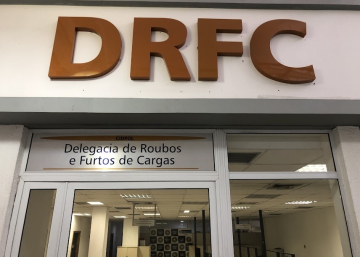 DRFC
Delegacia de Roubos
e Furtos de Cargas